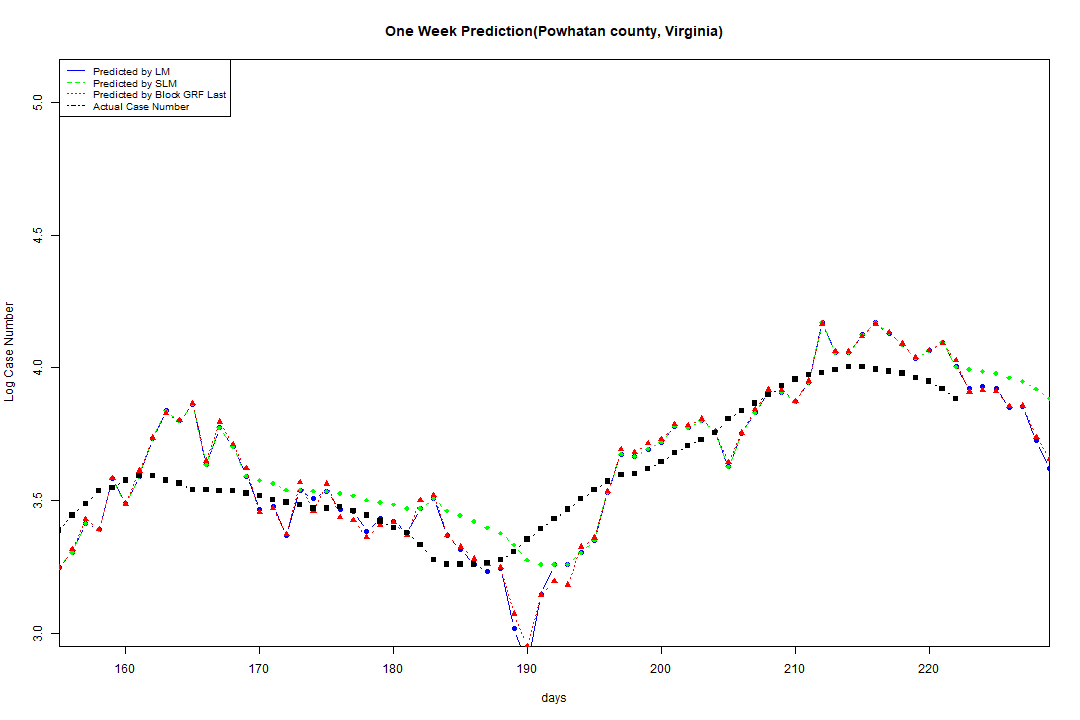 One Week Prediction(Powhatan county, Virginia)
Predicted by LM
Predicted by SLM
Predicted by Block GRF Last
Actual Case Number
5.0
4.5
4.0
3.5
3.0
Log Case Number
160 170 180 190 200 210 220
days